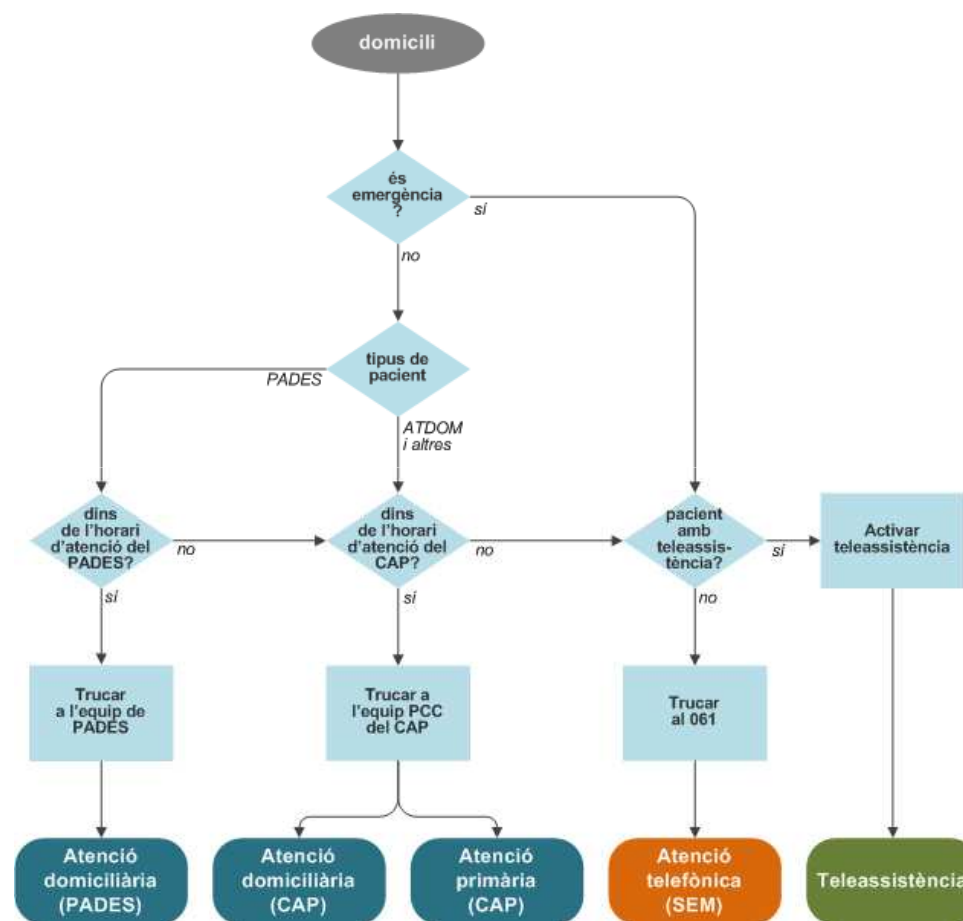 domicili
és
emergència
?
sí
no
tipus de
pacient
PADES
ATDOM
i altres
dins
de l'horari
d'atenció del
PADES?
no
sí
dins
de l'horari
d'atenció del
CAP?
no
sí
pacient
amb
teleassis-
tència?
sí
no
Activar
teleassistència
Trucar
a l'equip de
PADES
Trucar a
l'equip PCC
del CAP
Trucar
al 061
Atenció
domiciliària
(PADES)
Atenció
domiciliària
(CAP)
Atenció
primària
(CAP)
Atenció
telefònica
(SEM)
Teleassistència